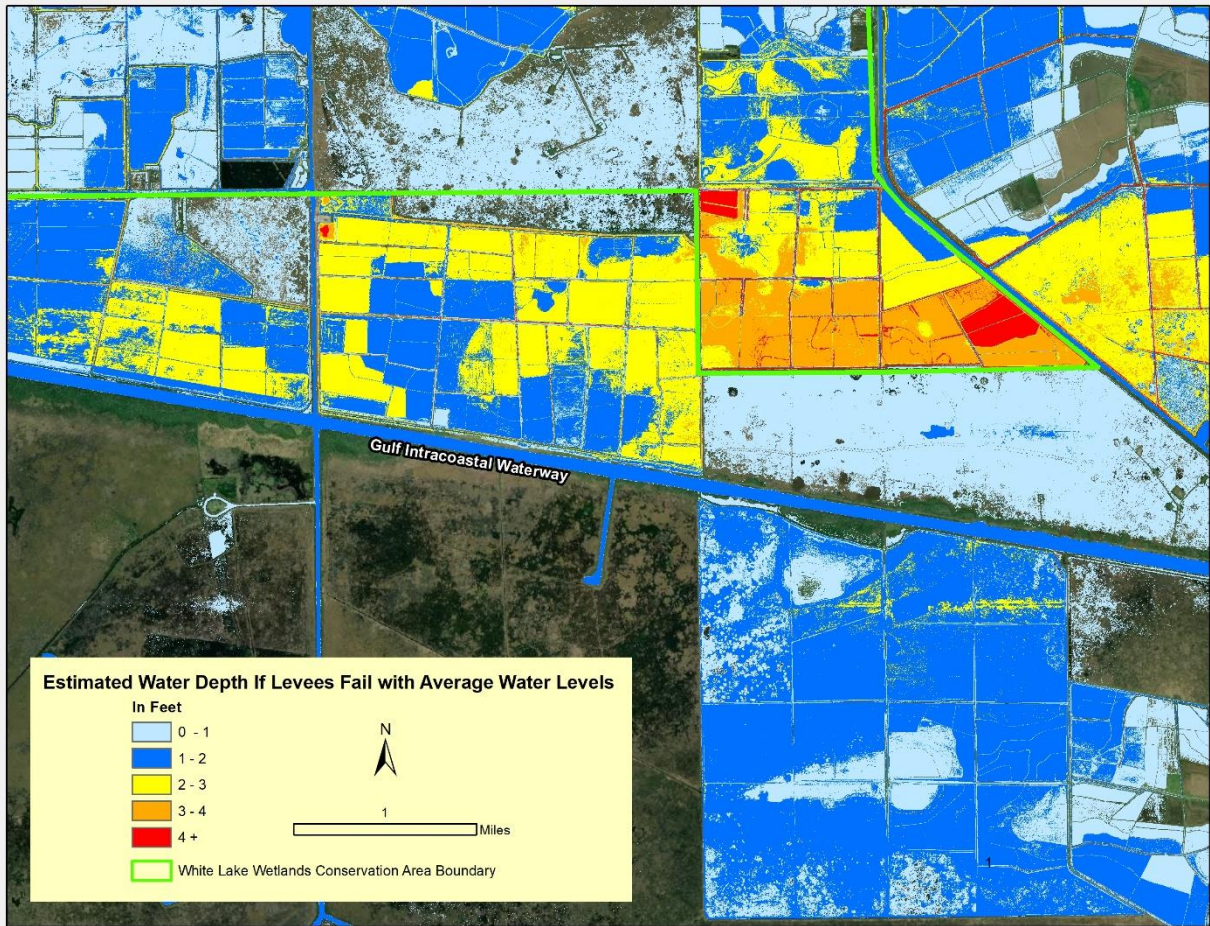 Gulf Intracoastal Waterway
Estimated Water Depth If Levees Fail with Average Water Levels
In Feet
0 - 1
1 - 2
2 - 3
3 - 4
4 +
N
1
Miles
White Lake Wetlands Conservation Area Boundary
1